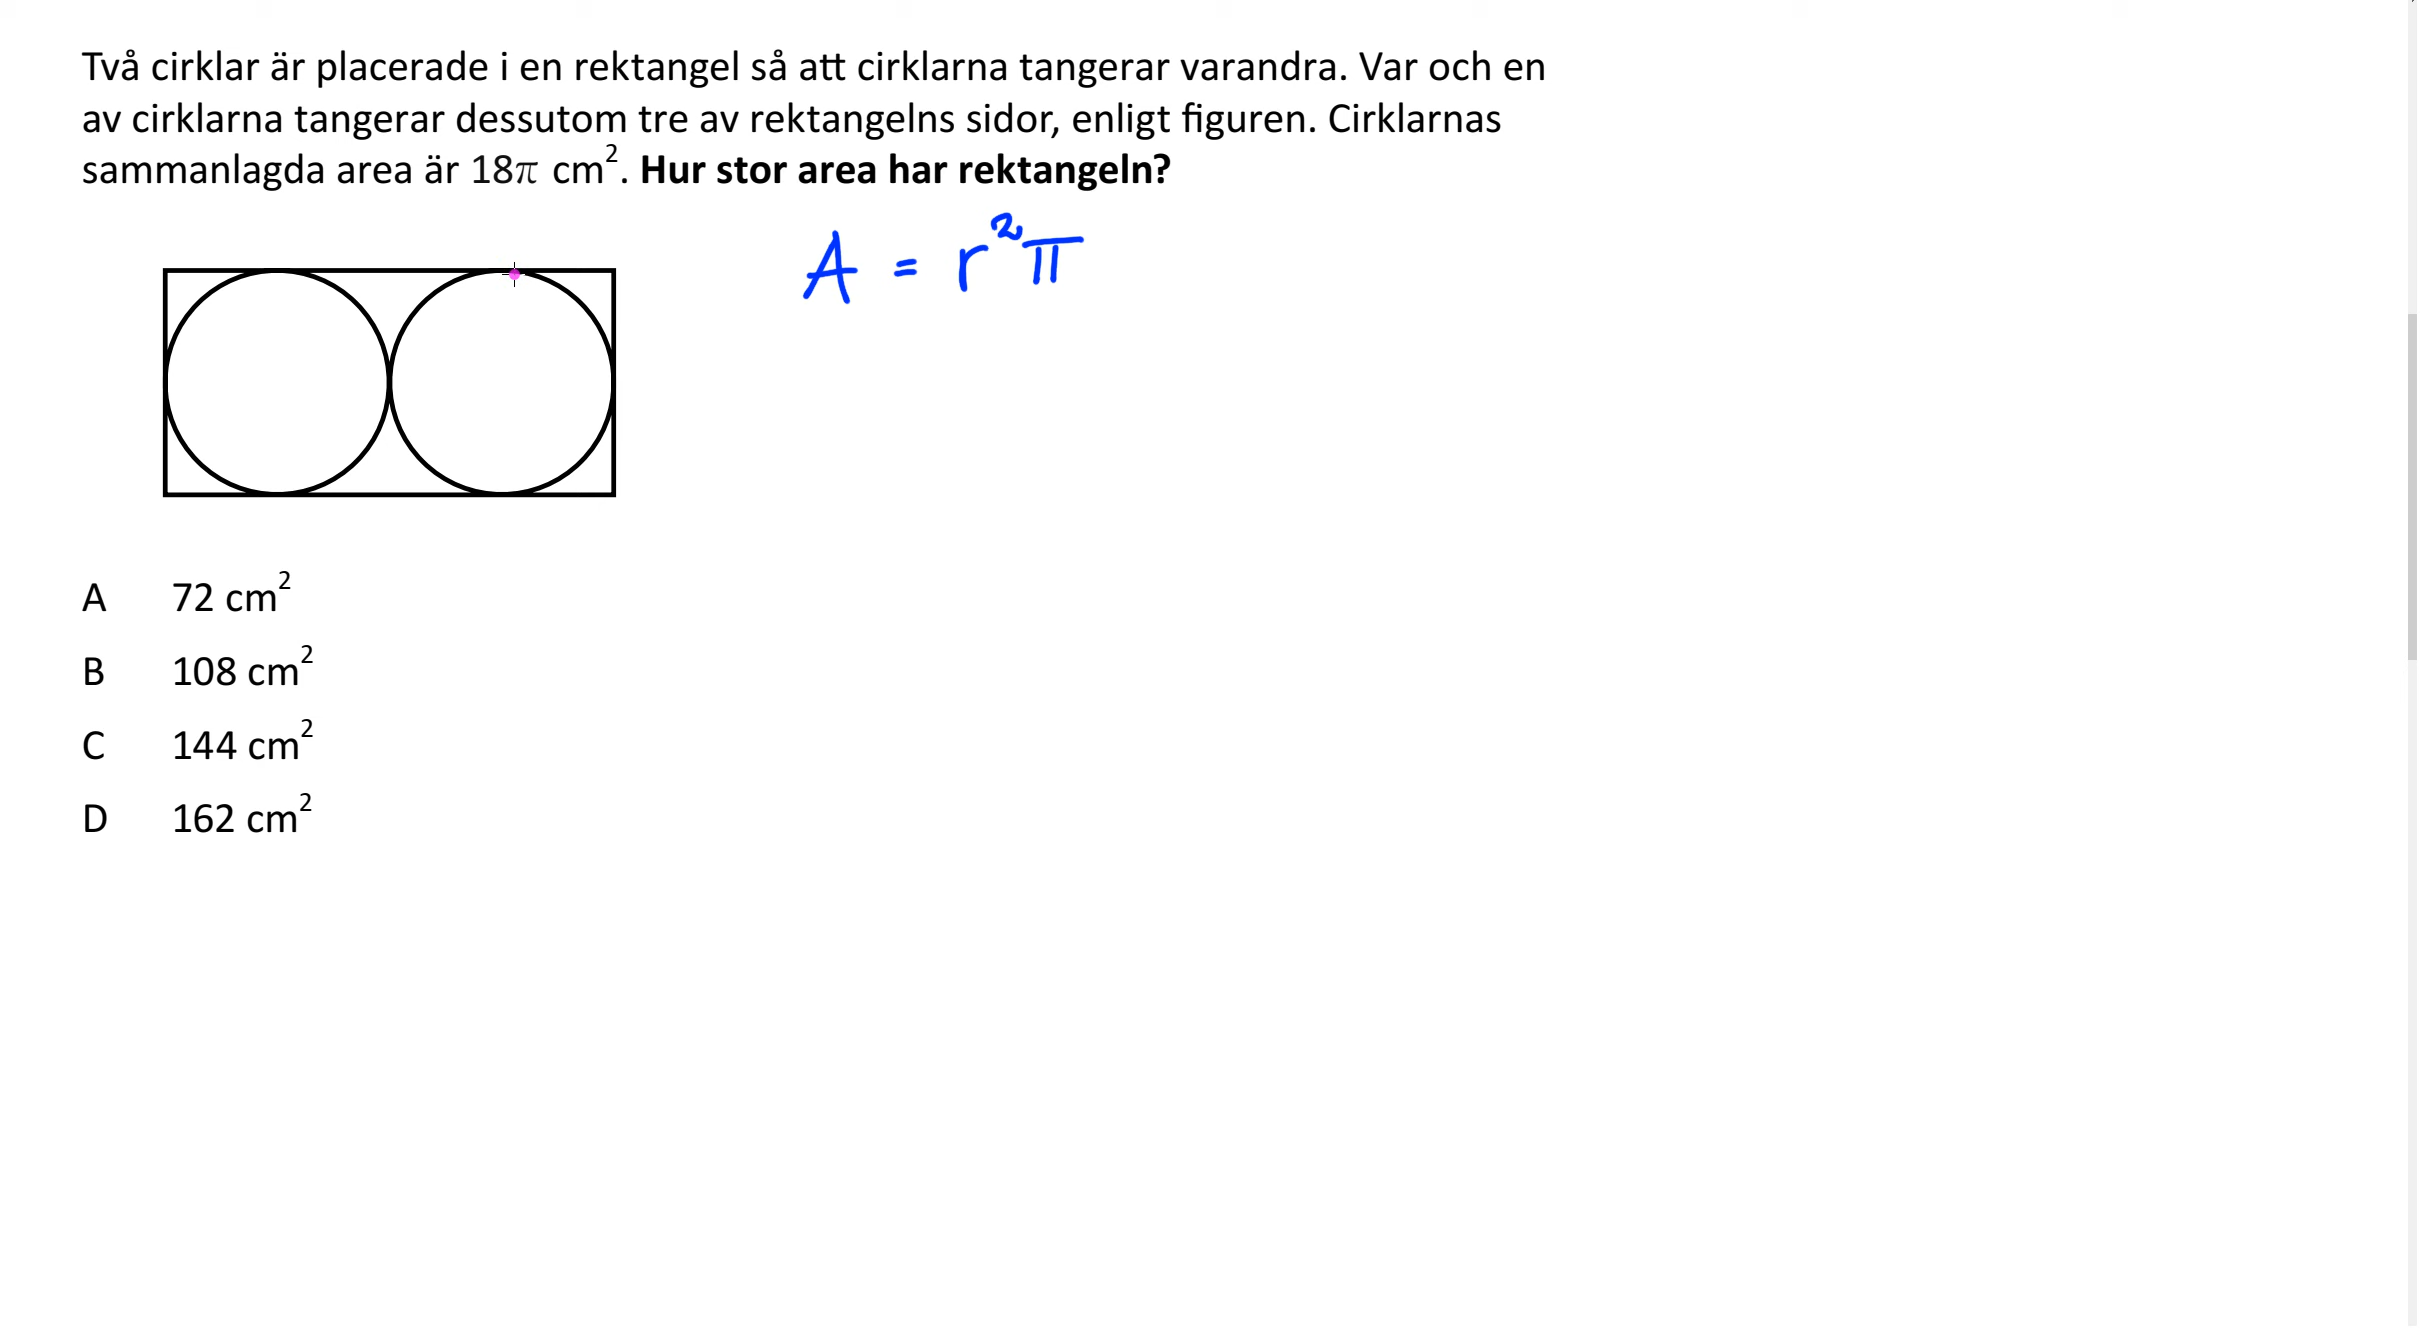 Två cirklar är placerade i en rektangel så att cirklarna tangerar varandra. Var och en
av cirklarna tangerar dessutom tre av rektangelns sidor, enligt figuren. Cirklarnas
sammanlagda area är 18π cm². Hur stor area har rektangeln?
A = r²π
A 72 cm²
B 108 cm²
C 144 cm²
D 162 cm²